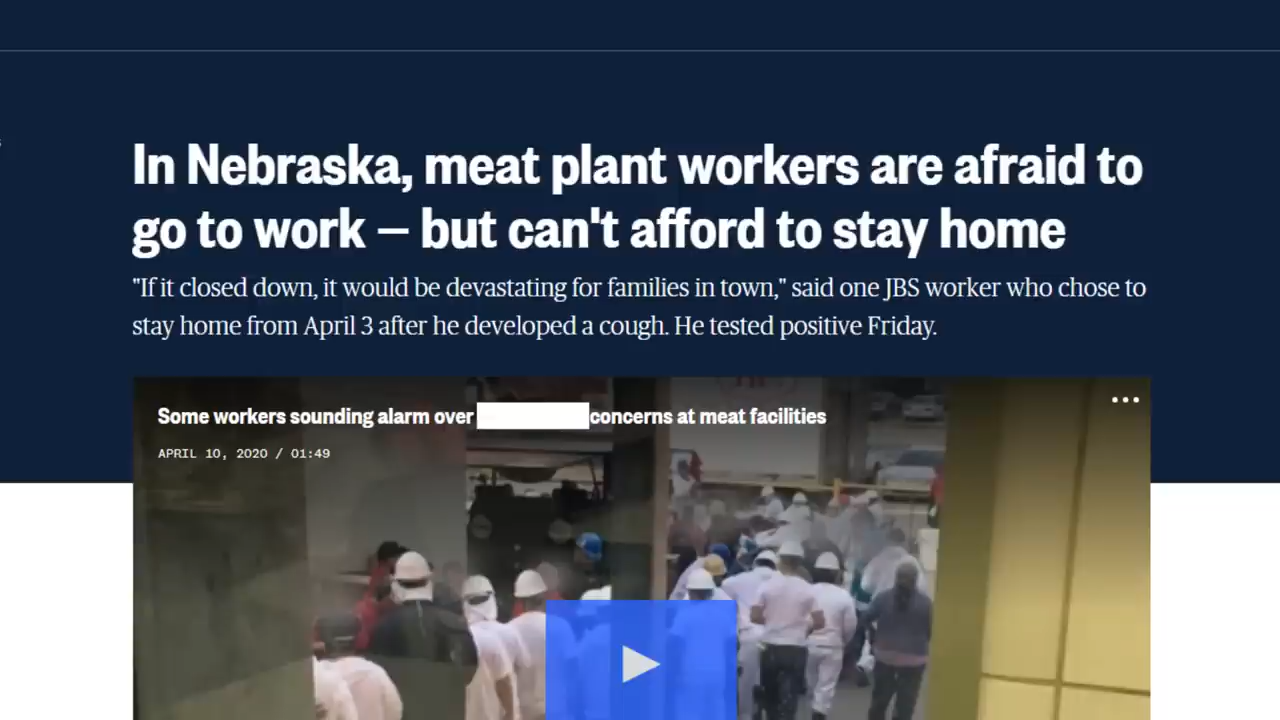 In Nebraska, meat plant workers are afraid to
go to work – but can't afford to stay home
"If it closed down, it would be devastating for families in town," said one JBS worker who chose to
stay home from April 3 after he developed a cough. He tested positive Friday.
Some workers sounding alarm over concerns at meat facilities
APRIL 10, 2020 / 01:49